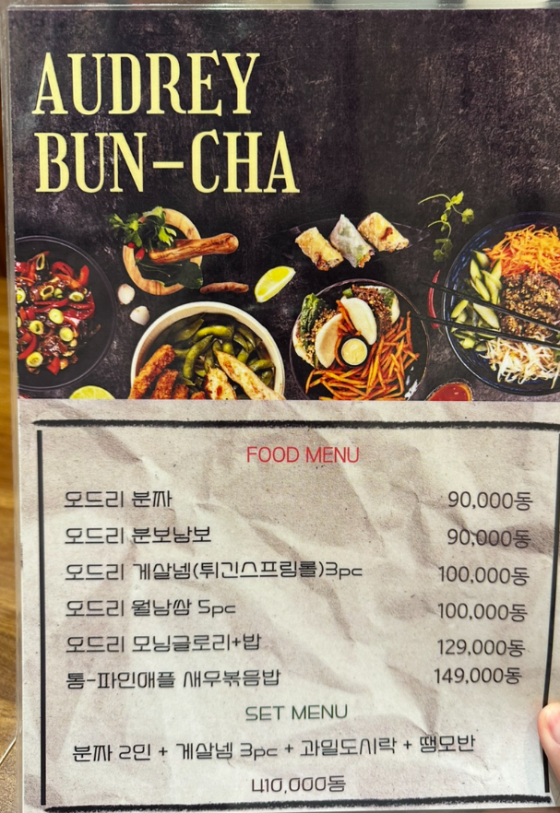 AUDREY
BUN-CHA
FOOD MENU
오드리 분짜 90,000동
오드리 분보남보 90,000동
오드리 게살넴(튀긴스프링롤)3pc 100,000동
오드리 월남쌈 5pc 100,000동
오드리 모닝글로리+밥 129,000동
통-파인애플 새우볶음밥 149,000동
SET MENU
분짜 2인 + 게살넴 3pc + 과일도시락 + 땡모반
410,000동